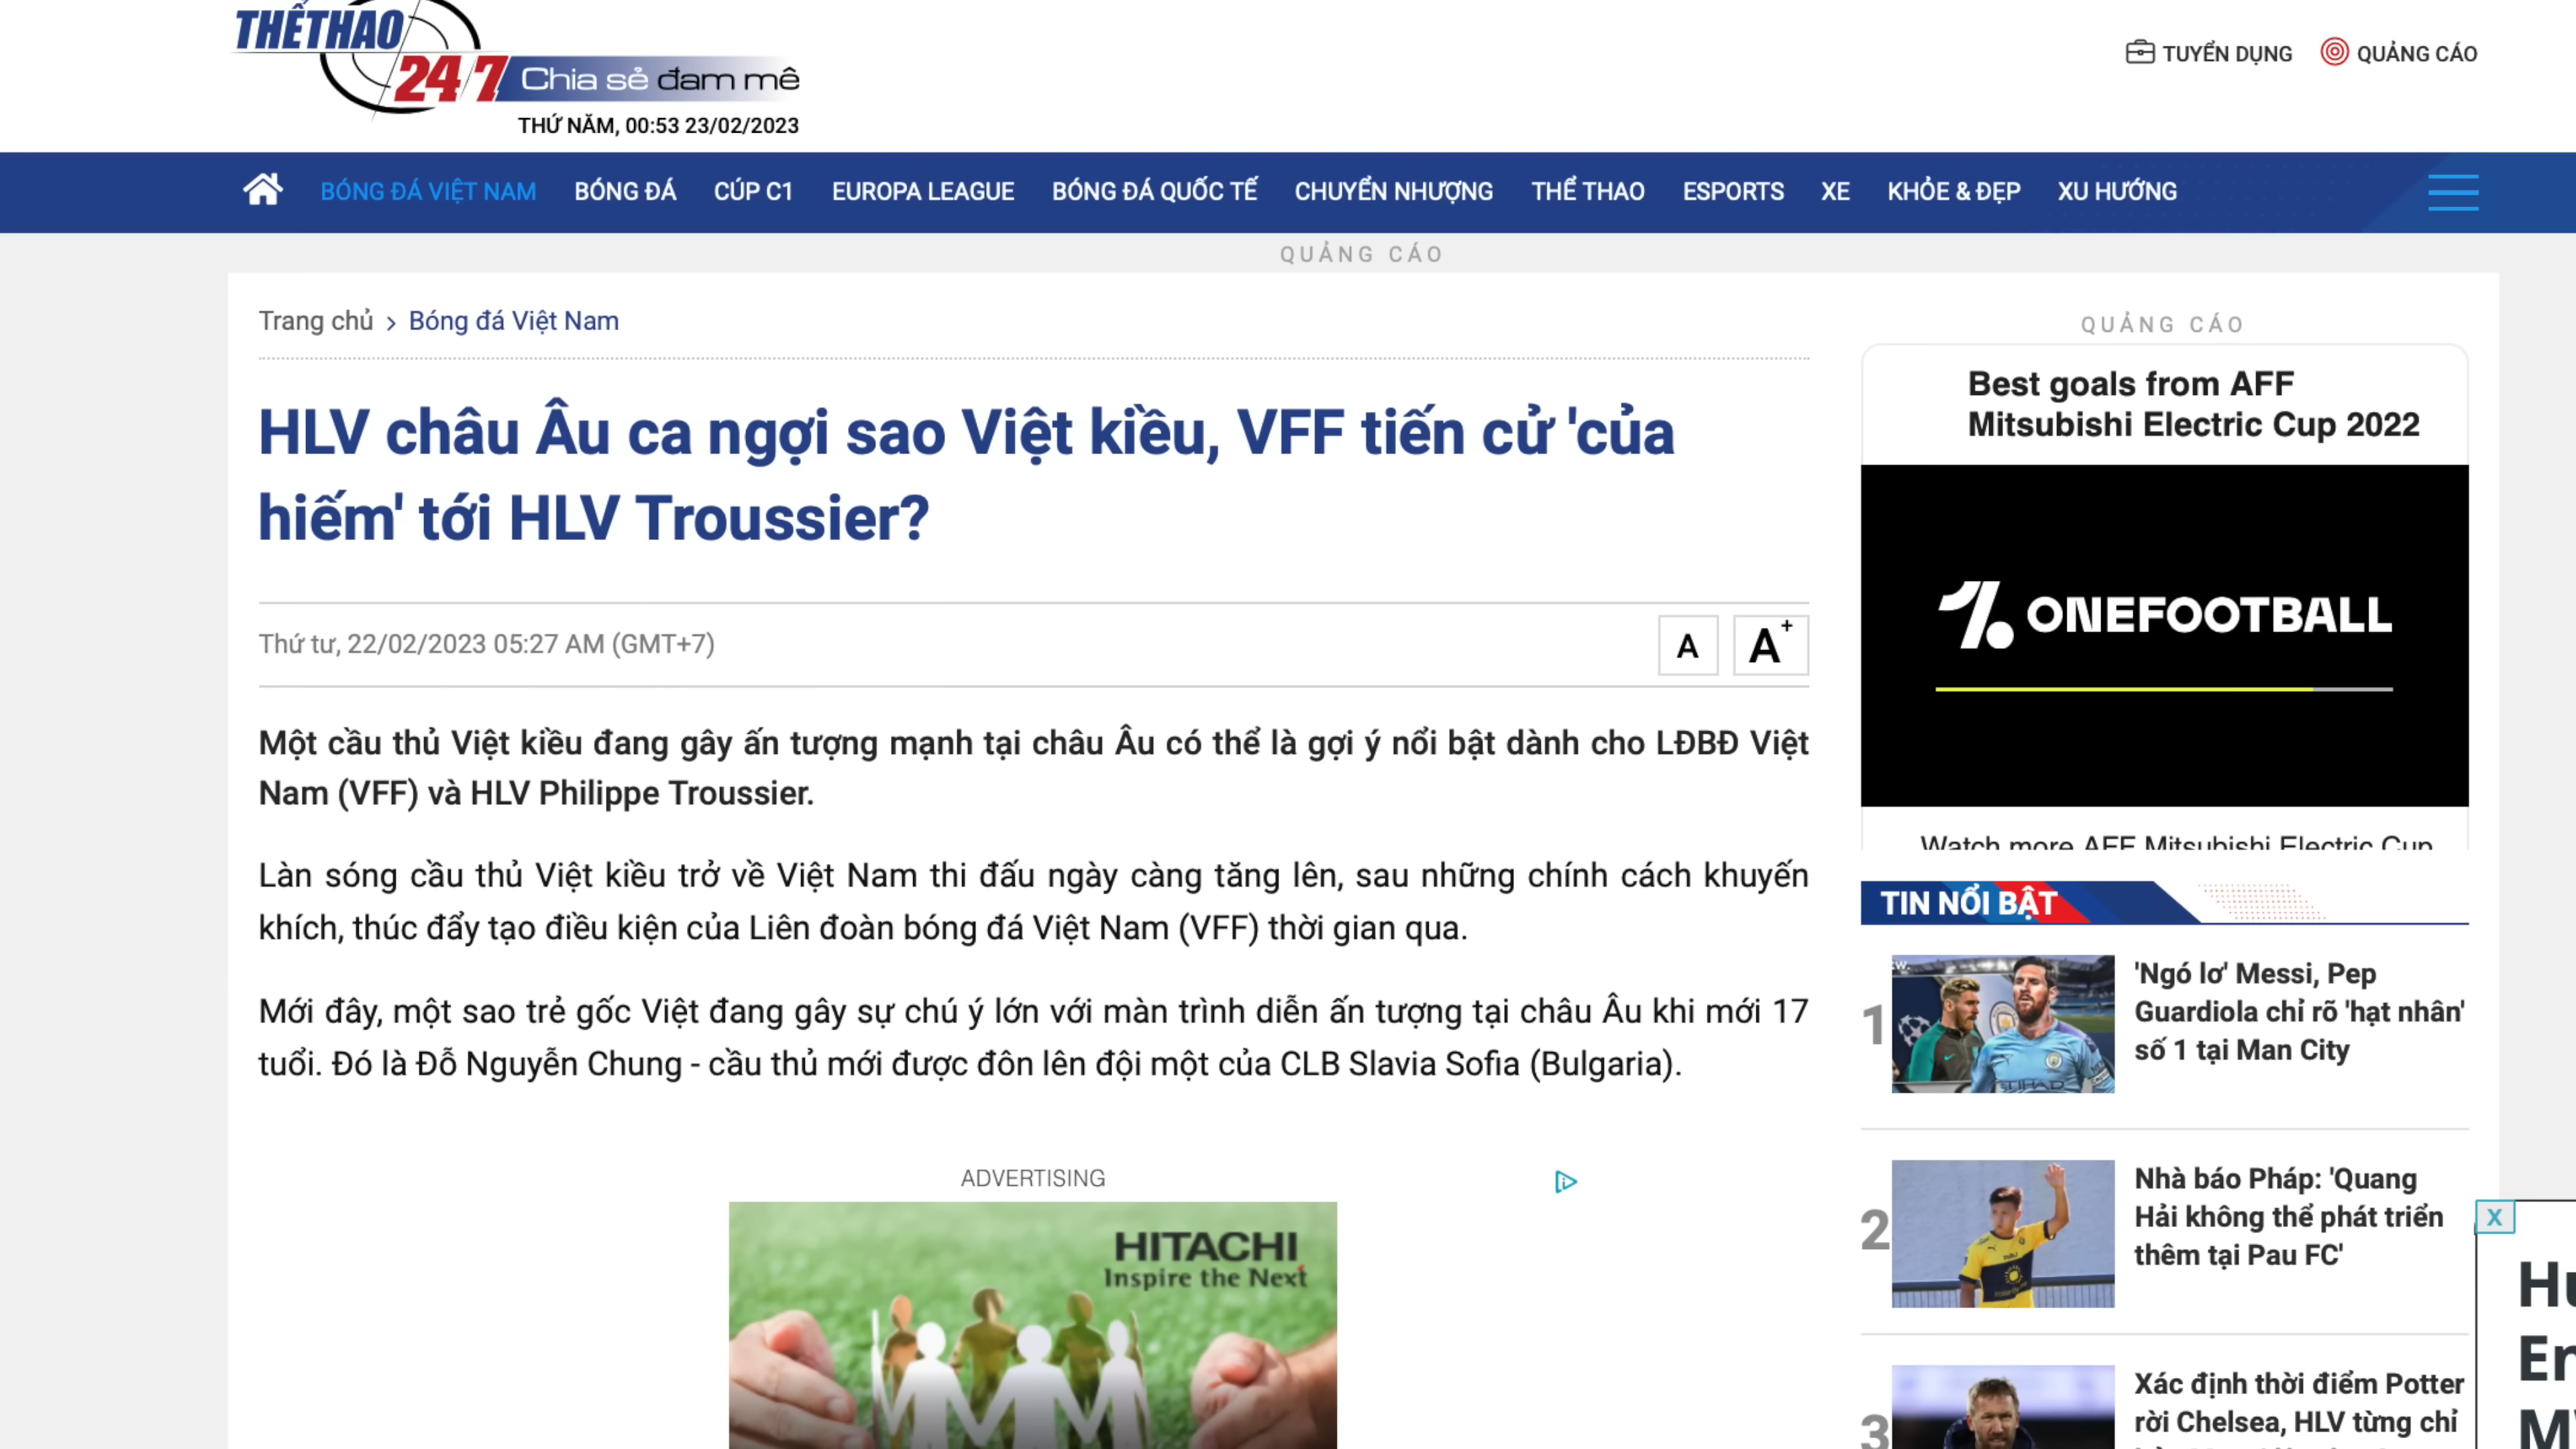 THỂTHAO
24/7 Chia sẻ đam mê
THỨ NĂM, 00:53 23/02/2023
TUYỂN DỤNG
QUẢNG CÁO
BÓNG ĐÁ VIỆT NAM
BÓNG ĐÁ
CÚP C1
EUROPA LEAGUE
BÓNG ĐÁ QUỐC TẾ
CHUYỂN NHƯỢNG
THỂ THAO
ESPORTS
XE
KHỎE & ĐẸP
XU HƯỚNG
QUẢNG CÁO
Trang chủ › Bóng đá Việt Nam
HLV châu Âu ca ngợi sao Việt kiều, VFF tiến cử 'của
hiếm' tới HLV Troussier?
Thứ tư, 22/02/2023 05:27 AM (GMT+7)
A
A+
Một cầu thủ Việt kiều đang gây ấn tượng mạnh tại châu Âu có thể là gợi ý nổi bật dành cho LĐBĐ Việt
Nam (VFF) và HLV Philippe Troussier.
Làn sóng cầu thủ Việt kiều trở về Việt Nam thi đấu ngày càng tăng lên, sau những chính cách khuyến
khích, thúc đẩy tạo điều kiện của Liên đoàn bóng đá Việt Nam (VFF) thời gian qua.
Mới đây, một sao trẻ gốc Việt đang gây sự chú ý lớn với màn trình diễn ấn tượng tại châu Âu khi mới 17
tuổi. Đó là Đỗ Nguyễn Chung - cầu thủ mới được đôn lên đội một của CLB Slavia Sofia (Bulgaria).
ADVERTISING
HITACHI
Inspire the Next
QUẢNG CÁO
Best goals from AFF
Mitsubishi Electric Cup 2022
ONEFOOTBALL
Watch more AFF Mitsubishi Electric Cup
TIN NỔI BẬT
1
'Ngó lơ' Messi, Pep
Guardiola chỉ rõ 'hạt nhân'
số 1 tại Man City
ETIHAD
2
Nhà báo Pháp: 'Quang
Hải không thể phát triển
thêm tại Pau FC'
3
Xác định thời điểm Potter
rời Chelsea, HLV từng chỉ
X